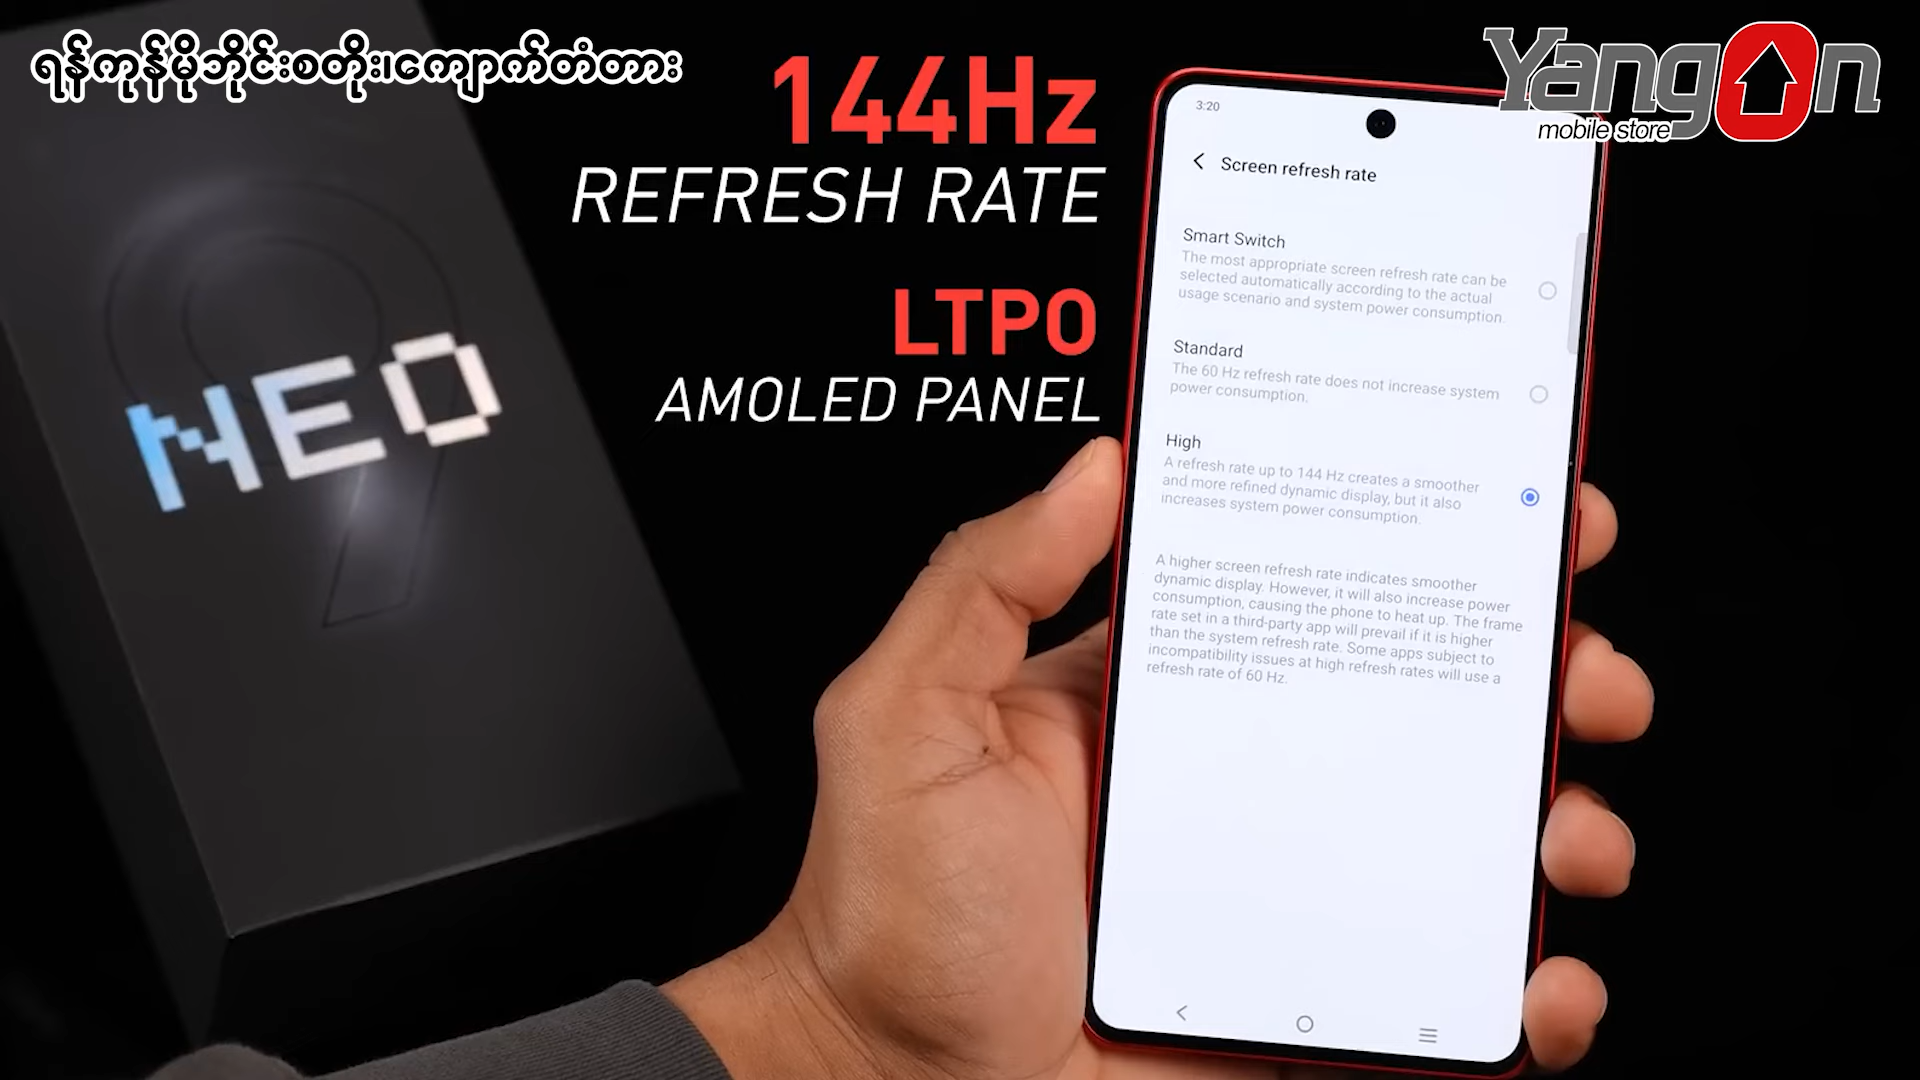 ရန်ကုန်မိုဘိုင်းစတိုး၊ကျောက်တံတား
YangOn
mobile store
144Hz
REFRESH RATE
LTPO
AMOLED PANEL
9
NEO
3:20
Screen refresh rate
Smart Switch
The most appropriate screen refresh rate can be
selected automatically according to the actual
usage scenario and system power consumption.
Standard
The 60 Hz refresh rate does not increase system
power consumption.
High
A refresh rate up to 144 Hz creates a smoother
and more refined dynamic display, but it also
increases system power consumption.
A higher screen refresh rate indicates smoother
dynamic display. However, it will also increase power
consumption, causing the phone to heat up. The frame
rate set in a third-party app will prevail if it is higher
than the system refresh rate. Some apps subject to
incompatibility issues at high refresh rates will use a
refresh rate of 60 Hz.